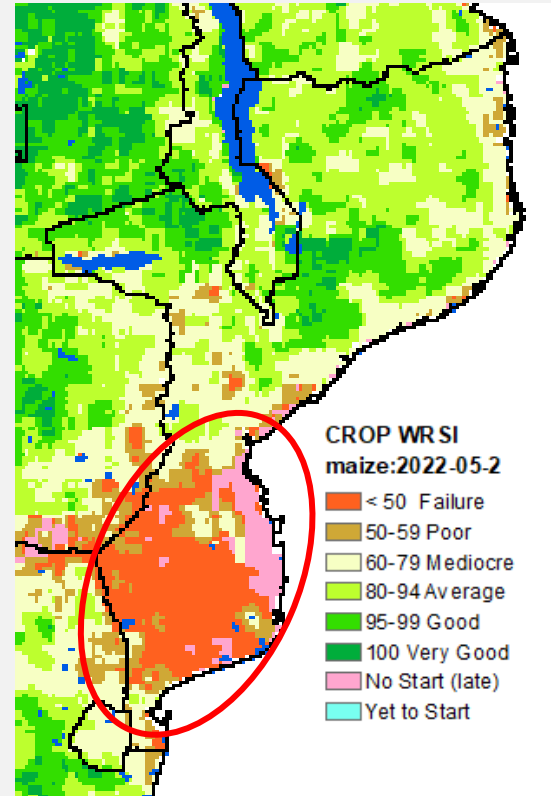 CROP WRSI
maize:2022-05-2
< 50 Failure
50-59 Poor
60-79 Mediocre
80-94 Average
95-99 Good
100 Very Good
No Start (late)
Yet to Start